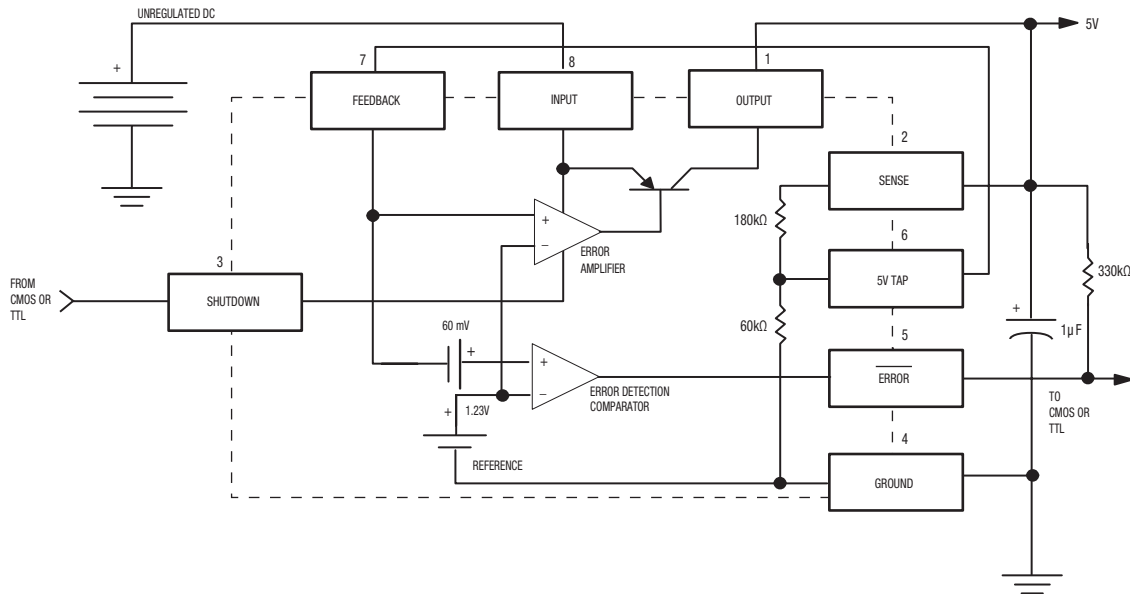 UNREGULATED DC
5V
7
8
1
+
FEEDBACK
INPUT
OUTPUT
2
SENSE
180kΩ
+
−
ERROR
AMPLIFIER
6
3
5V TAP
330kΩ
FROM
CMOS OR
TTL
SHUTDOWN
60 mV
+
60kΩ
+
1µF
5
+
−
ERROR
ERROR DETECTION
COMPARATOR
+
1.23V
TO
CMOS OR
TTL
4
REFERENCE
GROUND